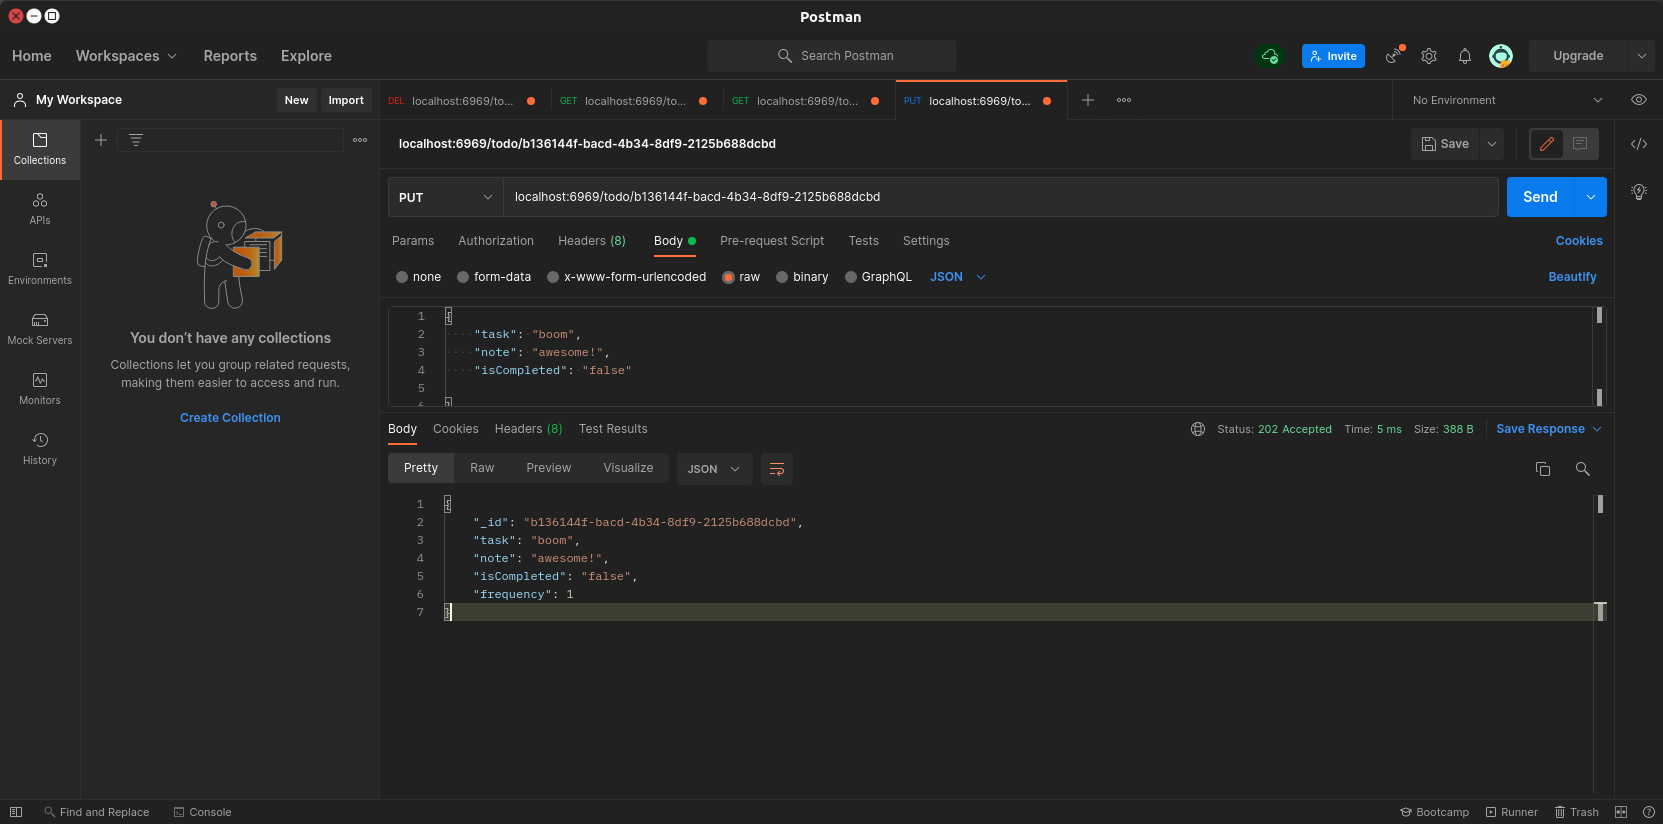 Postman
Home Workspaces Reports Explore Search Postman Invite Upgrade
My Workspace New Import DEL localhost:6969/to... GET localhost:6969/to... GET localhost:6969/to... PUT localhost:6969/to... No Environment
Collections
APIs
Environments
Mock Servers
Monitors
History
You don’t have any collections
Collections let you group related requests,
making them easier to access and run.
Create Collection
localhost:6969/todo/b136144f-bacd-4b34-8df9-2125b688dcbd Save
PUT localhost:6969/todo/b136144f-bacd-4b34-8df9-2125b688dcbd Send
Params Authorization Headers (8) Body Pre-request Script Tests Settings Cookies
none form-data x-www-form-urlencoded raw binary GraphQL JSON Beautify
1 {
2 "task": "boom",
3 "note": "awesome!",
4 "isCompleted": "false"
5
6 }
Body Cookies Headers (8) Test Results Status: 202 Accepted Time: 5 ms Size: 388 B Save Response
Pretty Raw Preview Visualize JSON
1 {
2 "_id": "b136144f-bacd-4b34-8df9-2125b688dcbd",
3 "task": "boom",
4 "note": "awesome!",
5 "isCompleted": "false",
6 "frequency": 1
7 }
Find and Replace Console Bootcamp Runner Trash